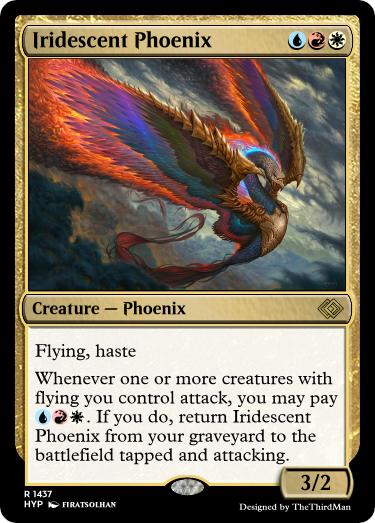 Iridescent Phoenix
Creature — Phoenix
Flying, haste
Whenever one or more creatures with
flying you control attack, you may pay
. If you do, return Iridescent
Phoenix from your graveyard to the
battlefield tapped and attacking.
3/2
R 1437
HYP FIRATSOLHAN
Designed by TheThirdMan